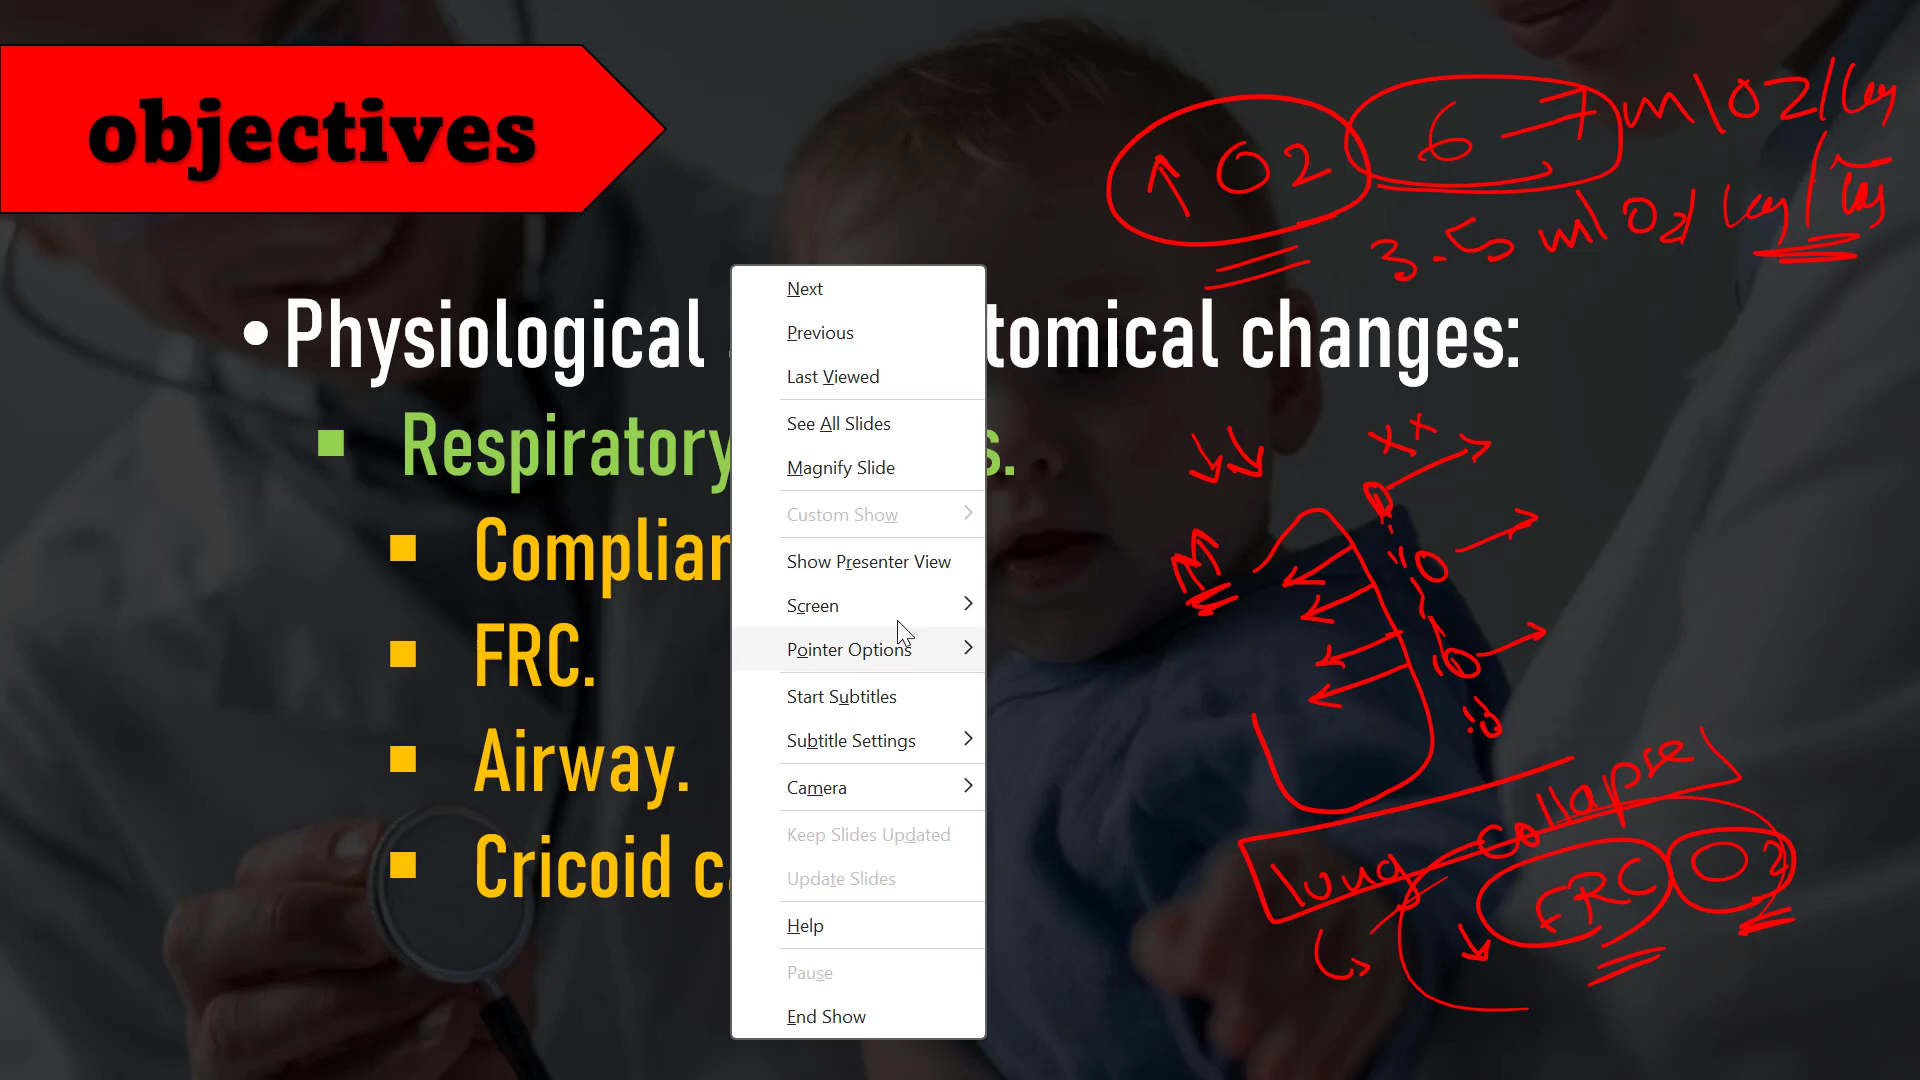 objectives
↑ O2 6 – 7 ml O2/kg
3.5 ml O2/kg/
• Physiological tomical changes:
Respiratory s.
Complian
FRC.
Airway.
Cricoid c
Next
Previous
Last Viewed
See All Slides
Magnify Slide
Custom Show
Show Presenter View
Screen
Pointer Options
Start Subtitles
Subtitle Settings
Camera
Keep Slides Updated
Update Slides
Help
Pause
End Show
xx
lung collapse
↓ FRC O2